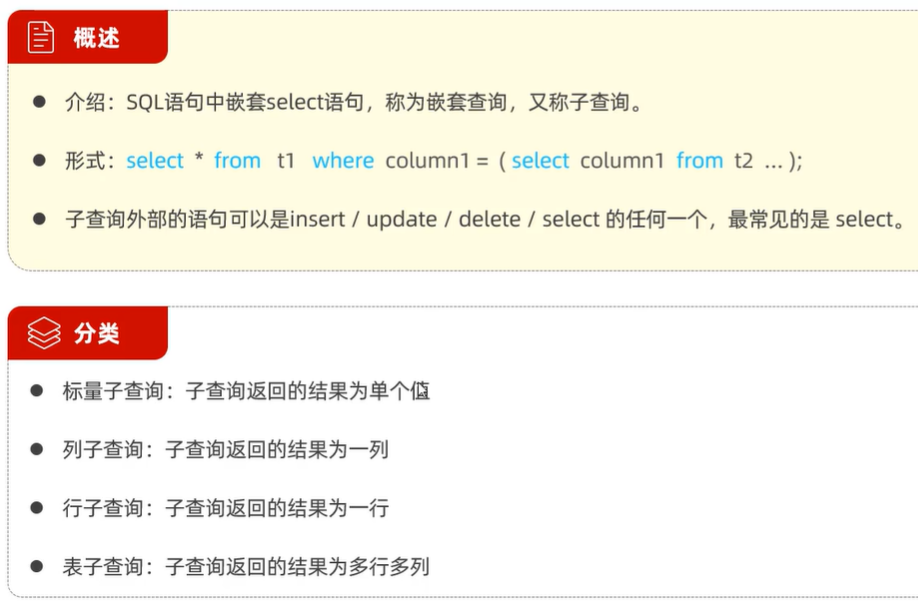 概述
介绍：SQL语句中嵌套select语句，称为嵌套查询，又称子查询。
形式：select * from t1 where column1 = ( select column1 from t2 ... );
子查询外部的语句可以是insert / update / delete / select 的任何一个，最常见的是 select。
分类
标量子查询：子查询返回的结果为单个值
列子查询：子查询返回的结果为一列
行子查询：子查询返回的结果为一行
表子查询：子查询返回的结果为多行多列